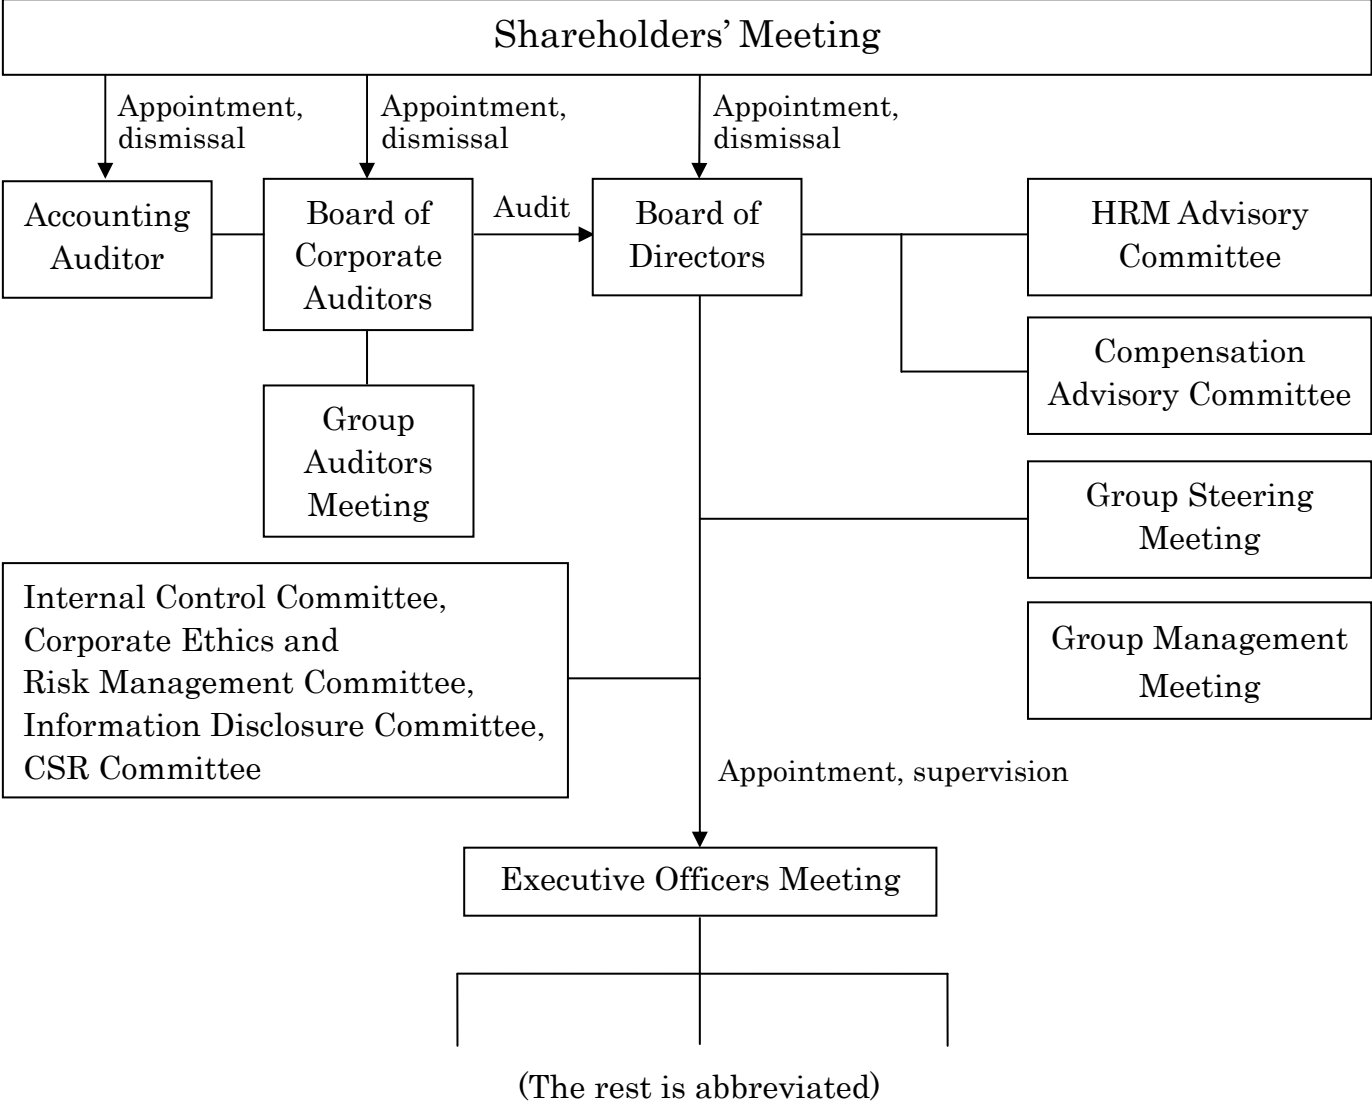 Shareholders’ Meeting
Appointment,
dismissal
Appointment,
dismissal
Appointment,
dismissal
Accounting
Auditor
Board of
Corporate
Auditors
Audit
Board of
Directors
HRM Advisory
Committee
Compensation
Advisory Committee
Group
Auditors
Meeting
Group Steering
Meeting
Internal Control Committee,
Corporate Ethics and
Risk Management Committee,
Information Disclosure Committee,
CSR Committee
Group Management
Meeting
Appointment, supervision
Executive Officers Meeting
(The rest is abbreviated)